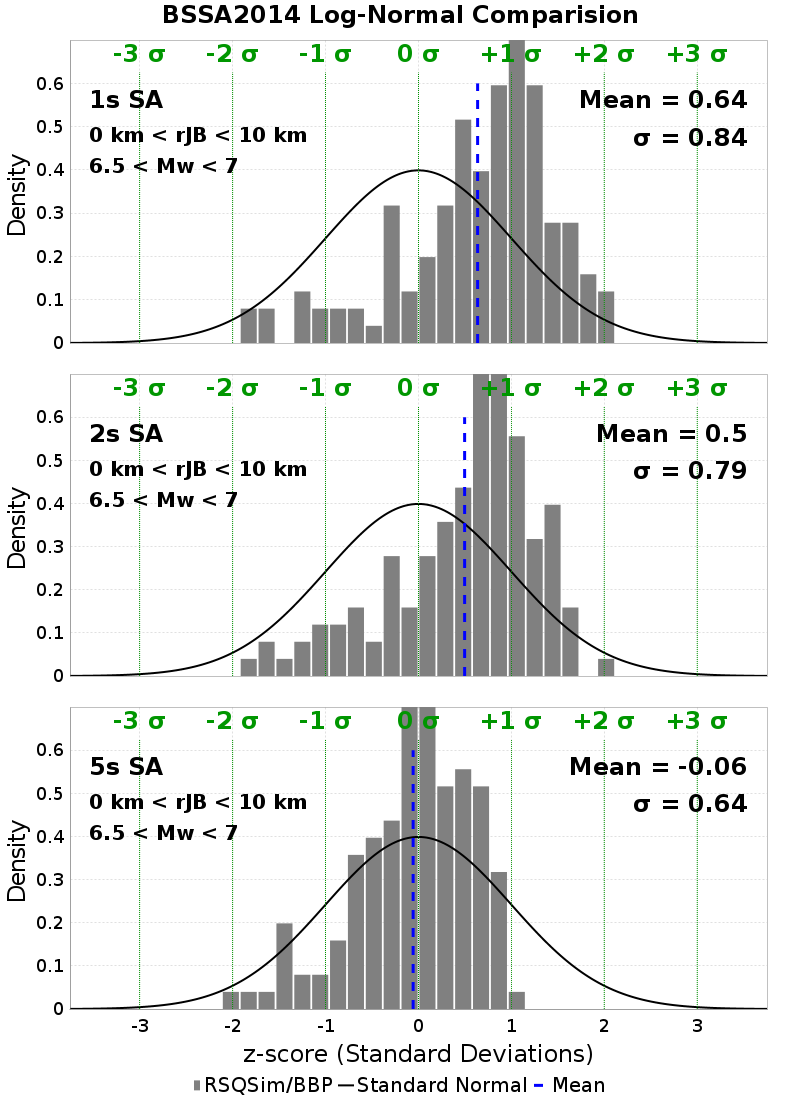 BSSA2014 Log-Normal Comparision
-3 σ -2 σ -1 σ 0 σ +1 σ +2 σ +3 σ
1s SA
0 km < rJB < 10 km
6.5 < Mw < 7
Mean = 0.64
σ = 0.84
Density
0.6
0.5
0.4
0.3
0.2
0.1
0
-3 σ -2 σ -1 σ 0 σ +1 σ +2 σ +3 σ
2s SA
0 km < rJB < 10 km
6.5 < Mw < 7
Mean = 0.5
σ = 0.79
Density
0.6
0.5
0.4
0.3
0.2
0.1
0
-3 σ -2 σ -1 σ 0 σ +1 σ +2 σ +3 σ
5s SA
0 km < rJB < 10 km
6.5 < Mw < 7
Mean = -0.06
σ = 0.64
Density
0.6
0.5
0.4
0.3
0.2
0.1
0
-3 -2 -1 0 1 2 3
z-score (Standard Deviations)
RSQSim/BBP Standard Normal Mean